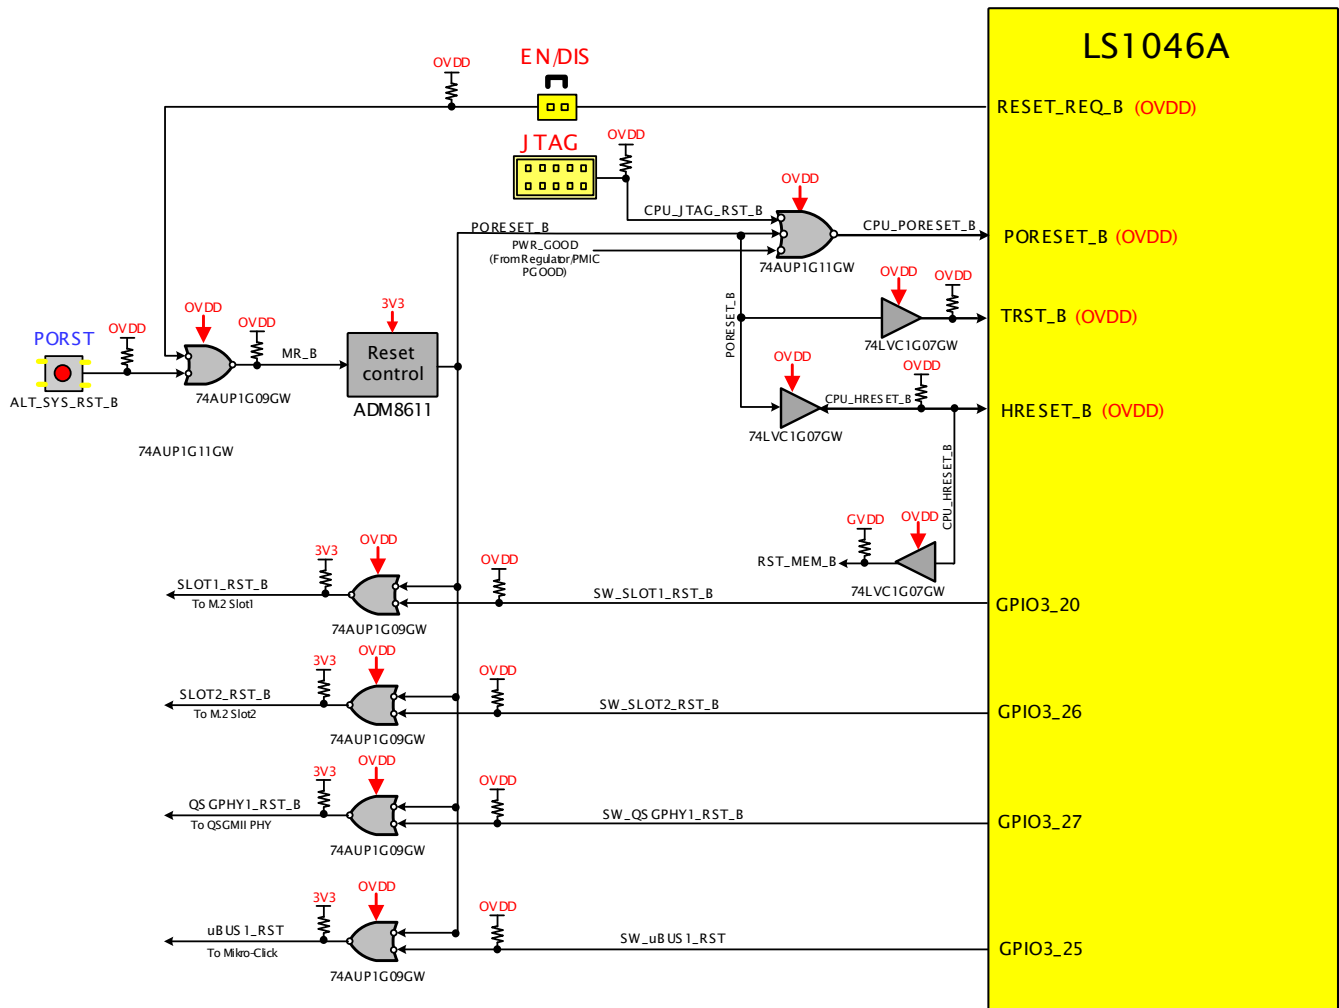 LS1046A
EN/DIS
OVDD
RESET_REQ_B (OVDD)
JTAG
OVDD
OVDD
CPU_JTAG_RST_B
PORESET_B
CPU_PORESET_B
PORESET_B (OVDD)
PWR_GOOD
(From Regulator/PMIC
PGOOD)
74AUP1G11GW
OVDD
OVDD
PORESET_B
TRST_B (OVDD)
74LVC1G07GW
PORST
OVDD
OVDD
OVDD
3V3
MR_B
Reset
control
ADM8611
ALT_SYS_RST_B
74AUP1G09GW
74AUP1G11GW
OVDD
OVDD
CPU_HRESET_B
HRESET_B (OVDD)
74LVC1G07GW
CPU_HRESET_B
GVDD
OVDD
RST_MEM_B
74LVC1G07GW
3V3
OVDD
OVDD
SLOT1_RST_B
To M.2 Slot1
SW_SLOT1_RST_B
GPIO3_20
74AUP1G09GW
3V3
OVDD
OVDD
SLOT2_RST_B
To M.2 Slot2
SW_SLOT2_RST_B
GPIO3_26
74AUP1G09GW
3V3
OVDD
OVDD
QSGPHY1_RST_B
To QSGMII PHY
SW_QSGPHY1_RST_B
GPIO3_27
74AUP1G09GW
3V3
OVDD
OVDD
uBUS1_RST
To Mikro-Click
SW_uBUS1_RST
GPIO3_25
74AUP1G09GW